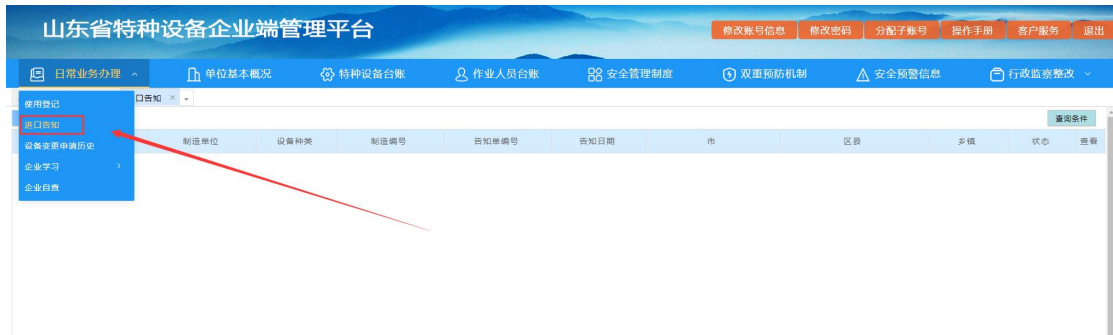 山东省特种设备企业端管理平台
修改账号信息 修改密码 分配子账号 操作手册 客户服务 退出
日常业务办理 单位基本概况 特种设备台账 作业人员台账 安全管理制度 双重预防机制 安全预警信息 行政监察整改
口告知 ×
使用登记
查询条件
进口告知
制造单位 设备种类 制造编号 告知单编号 告知日期 市 区县 乡镇 状态 查看
设备变更申请历史
企业学习 >
企业自查